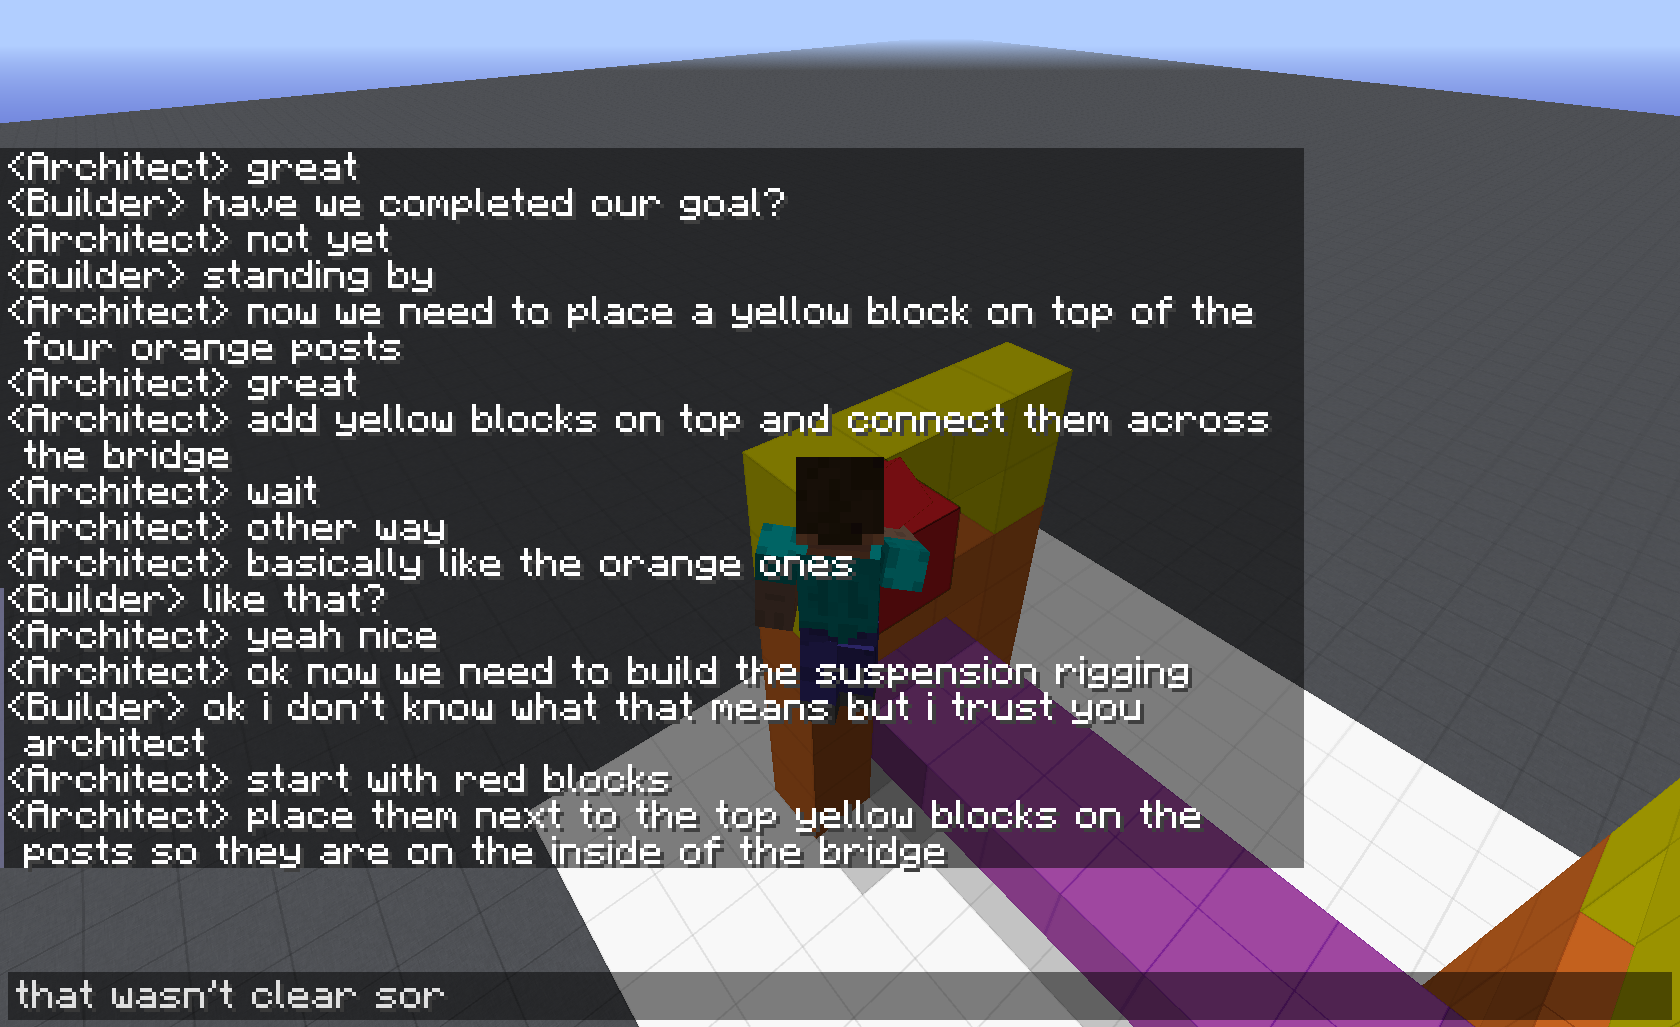 <Architect> great
<Builder> have we completed our goal?
<Architect> not yet
<Builder> standing by
<Architect> now we need to place a yellow block on top of the
four orange posts
<Architect> great
<Architect> add yellow blocks on top and connect them across
the bridge
<Architect> wait
<Architect> other way
<Architect> basically like the orange ones
<Builder> like that?
<Architect> yeah nice
<Architect> ok now we need to build the suspension rigging
<Builder> ok i don't know what that means but i trust you
architect
<Architect> start with red blocks
<Architect> place them next to the top yellow blocks on the
posts so they are on the inside of the bridge
that wasn't clear sor